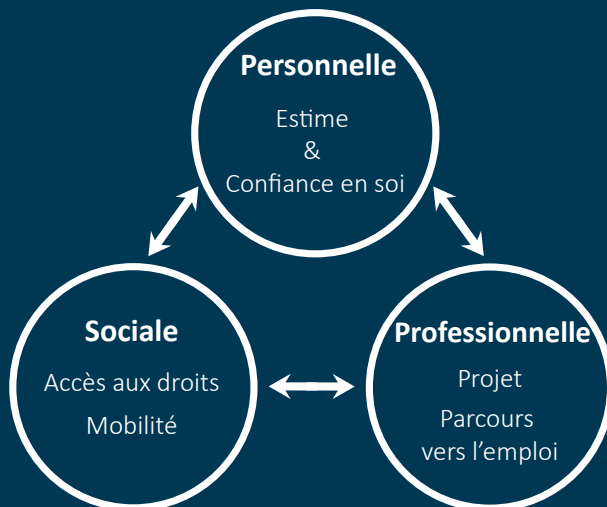 Personnelle
Estime
&
Confiance en soi
Sociale
Accès aux droits
Mobilité
Professionnelle
Projet
Parcours
vers l'emploi